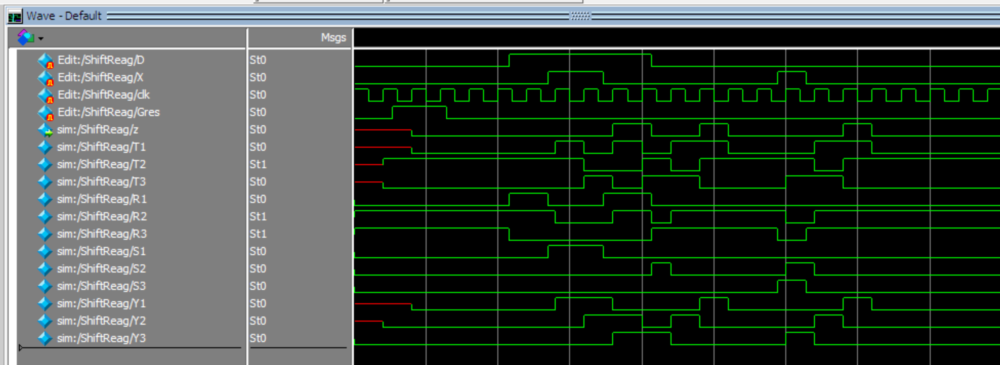 Wave - Default
Msgs
Edit:/ShiftReag/D St0
Edit:/ShiftReag/X St0
Edit:/ShiftReag/clk St0
Edit:/ShiftReag/Gres St0
sim:/ShiftReag/z St0
sim:/ShiftReag/T1 St0
sim:/ShiftReag/T2 St1
sim:/ShiftReag/T3 St0
sim:/ShiftReag/R1 St0
sim:/ShiftReag/R2 St1
sim:/ShiftReag/R3 St1
sim:/ShiftReag/S1 St0
sim:/ShiftReag/S2 St0
sim:/ShiftReag/S3 St0
sim:/ShiftReag/Y1 St0
sim:/ShiftReag/Y2 St0
sim:/ShiftReag/Y3 St0